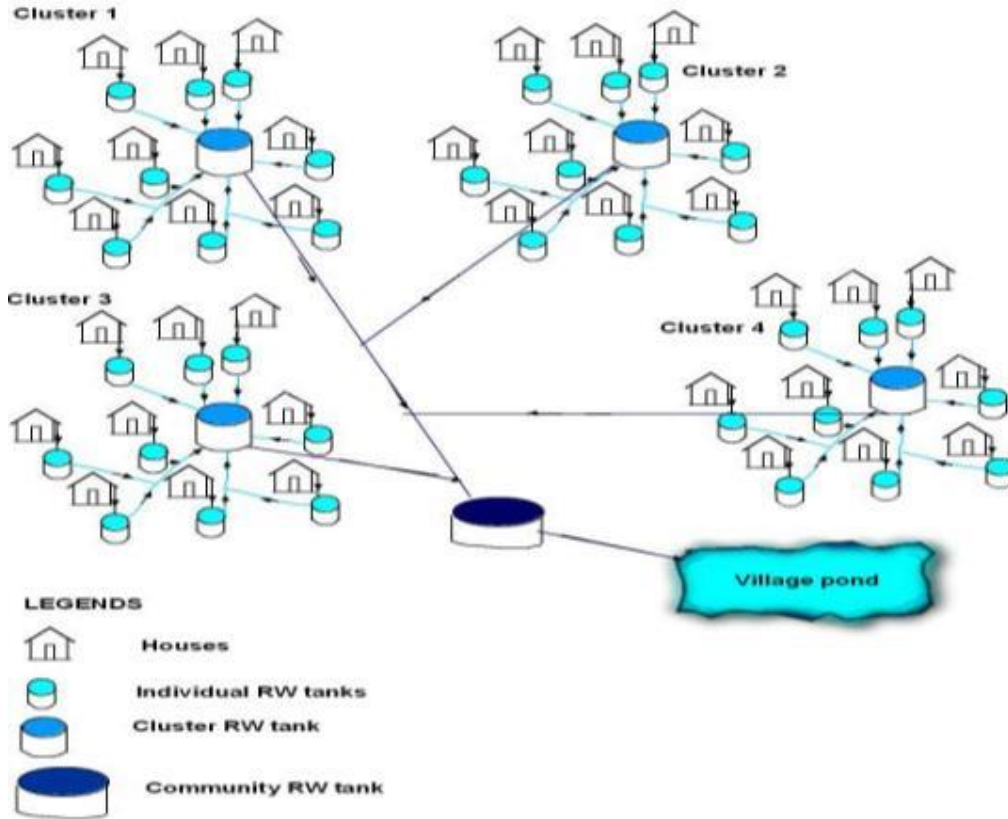 Cluster 1
Cluster 2
Cluster 3
Cluster 4
Village pond
LEGENDS
Houses
Individual RW tanks
Cluster RW tank
Community RW tank